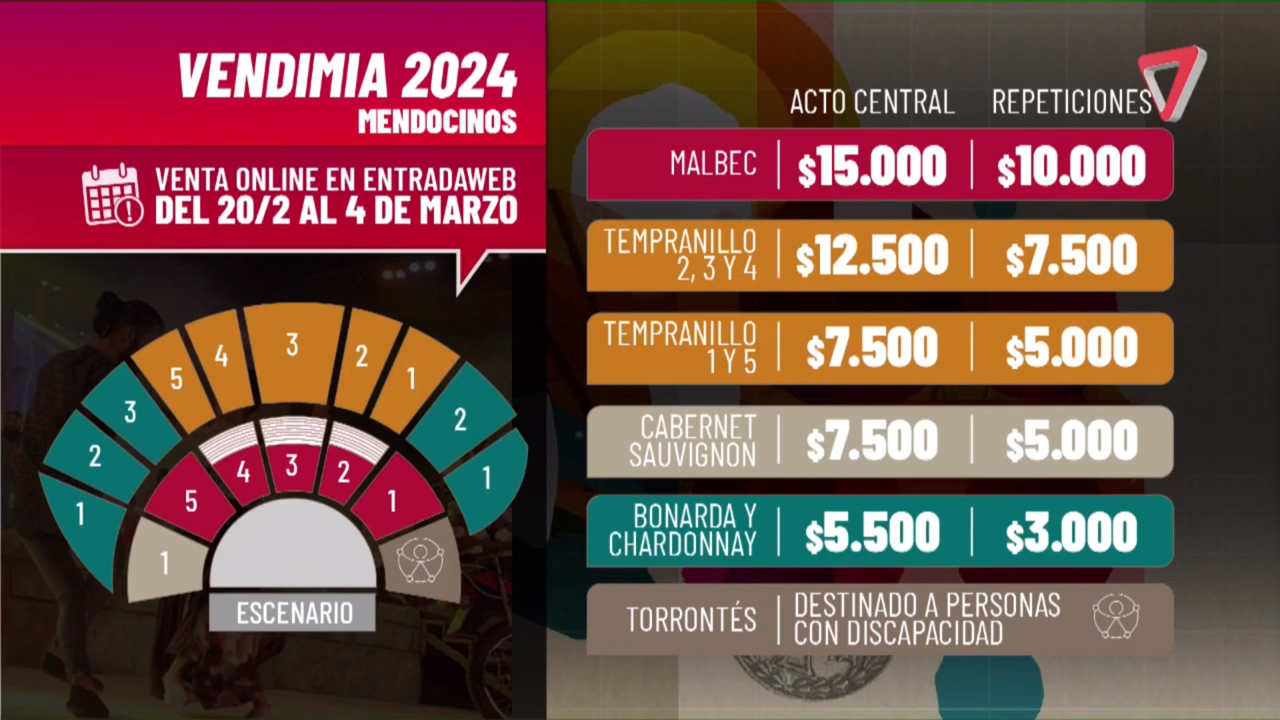 VENDIMIA 2024
MENDOCINOS
VENTA ONLINE EN ENTRADAWEB
DEL 20/2 AL 4 DE MARZO
3
4
2
5
1
3
2
2
1
1
4
3
2
5
1
1
ESCENARIO
ACTO CENTRAL REPETICIONES
MALBEC $15.000 $10.000
TEMPRANILLO
2, 3 Y 4 $12.500 $7.500
TEMPRANILLO
1 Y 5 $7.500 $5.000
CABERNET
SAUVIGNON $7.500 $5.000
BONARDA Y
CHARDONNAY $5.500 $3.000
TORRONTÉS DESTINADO A PERSONAS
CON DISCAPACIDAD